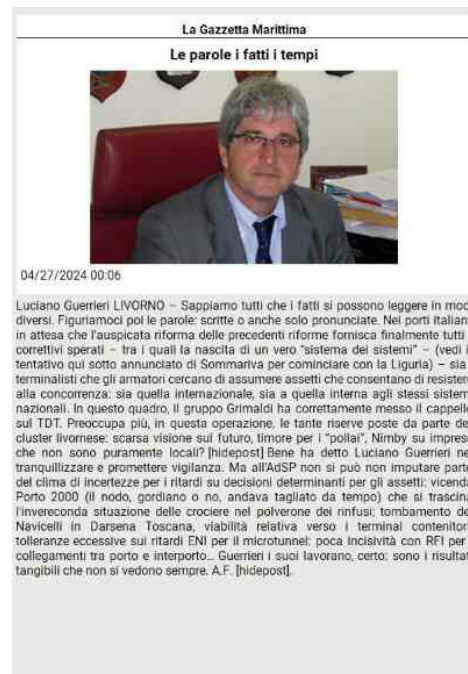 La Gazzetta Marittima
Le parole i fatti i tempi
04/27/2024 00:06
Luciano Guerrieri LIVORNO – Sappiamo tutti che i fatti si possono leggere in mod
diversi. Figuriamoci poi le parole: scritte o anche solo pronunciate. Nei porti italian
in attesa che l'auspicata riforma delle precedenti riforme fornisca finalmente tutti
correttivi sperati – tra i quali la nascita di un vero "sistema dei sistemi" – (vedi i
tentativo qui sotto annunciato di Sommariva per cominciare con la Liguria) – sia
terminalisti che gli armatori cercano di assumere assetti che consentano di resister
alla concorrenza: sia quella internazionale, sia a quella interna agli stessi sistem
nazionali. In questo quadro, il gruppo Grimaldi ha correttamente messo il cappell
sul TDT. Preoccupa più, in questa operazione, le tante riserve poste da parte de
cluster livornese: scarsa visione sul futuro, timore per i "pollai", Nimby su impres
che non sono puramente locali? [hidepost] Bene ha detto Luciano Guerrieri ne
tranquillizzare e promettere vigilanza. Ma all'AdSP non si può non imputare parte
del clima di incertezze per i ritardi su decisioni determinanti per gli assetti: vicend
Porto 2000 (il nodo, gordiano o no, andava tagliato da tempo) che si trascin
l'invereconda situazione delle crociere nel polverone dei rinfusi; tombamento de
Navicelli in Darsena Toscana, viabilità relativa verso i terminal contenitor
tolleranze eccessive sui ritardi ENI per il microtunnel; poca incisività con RFI per
collegamenti tra porto e interporto... Guerrieri i suoi lavorano, certo: sono i risultat
tangibili che non si vedono sempre. A.F. [hidepost].